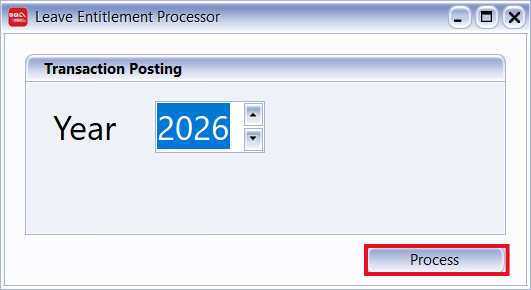 Leave Entitlement Processor
Transaction Posting
Year 2026
Process